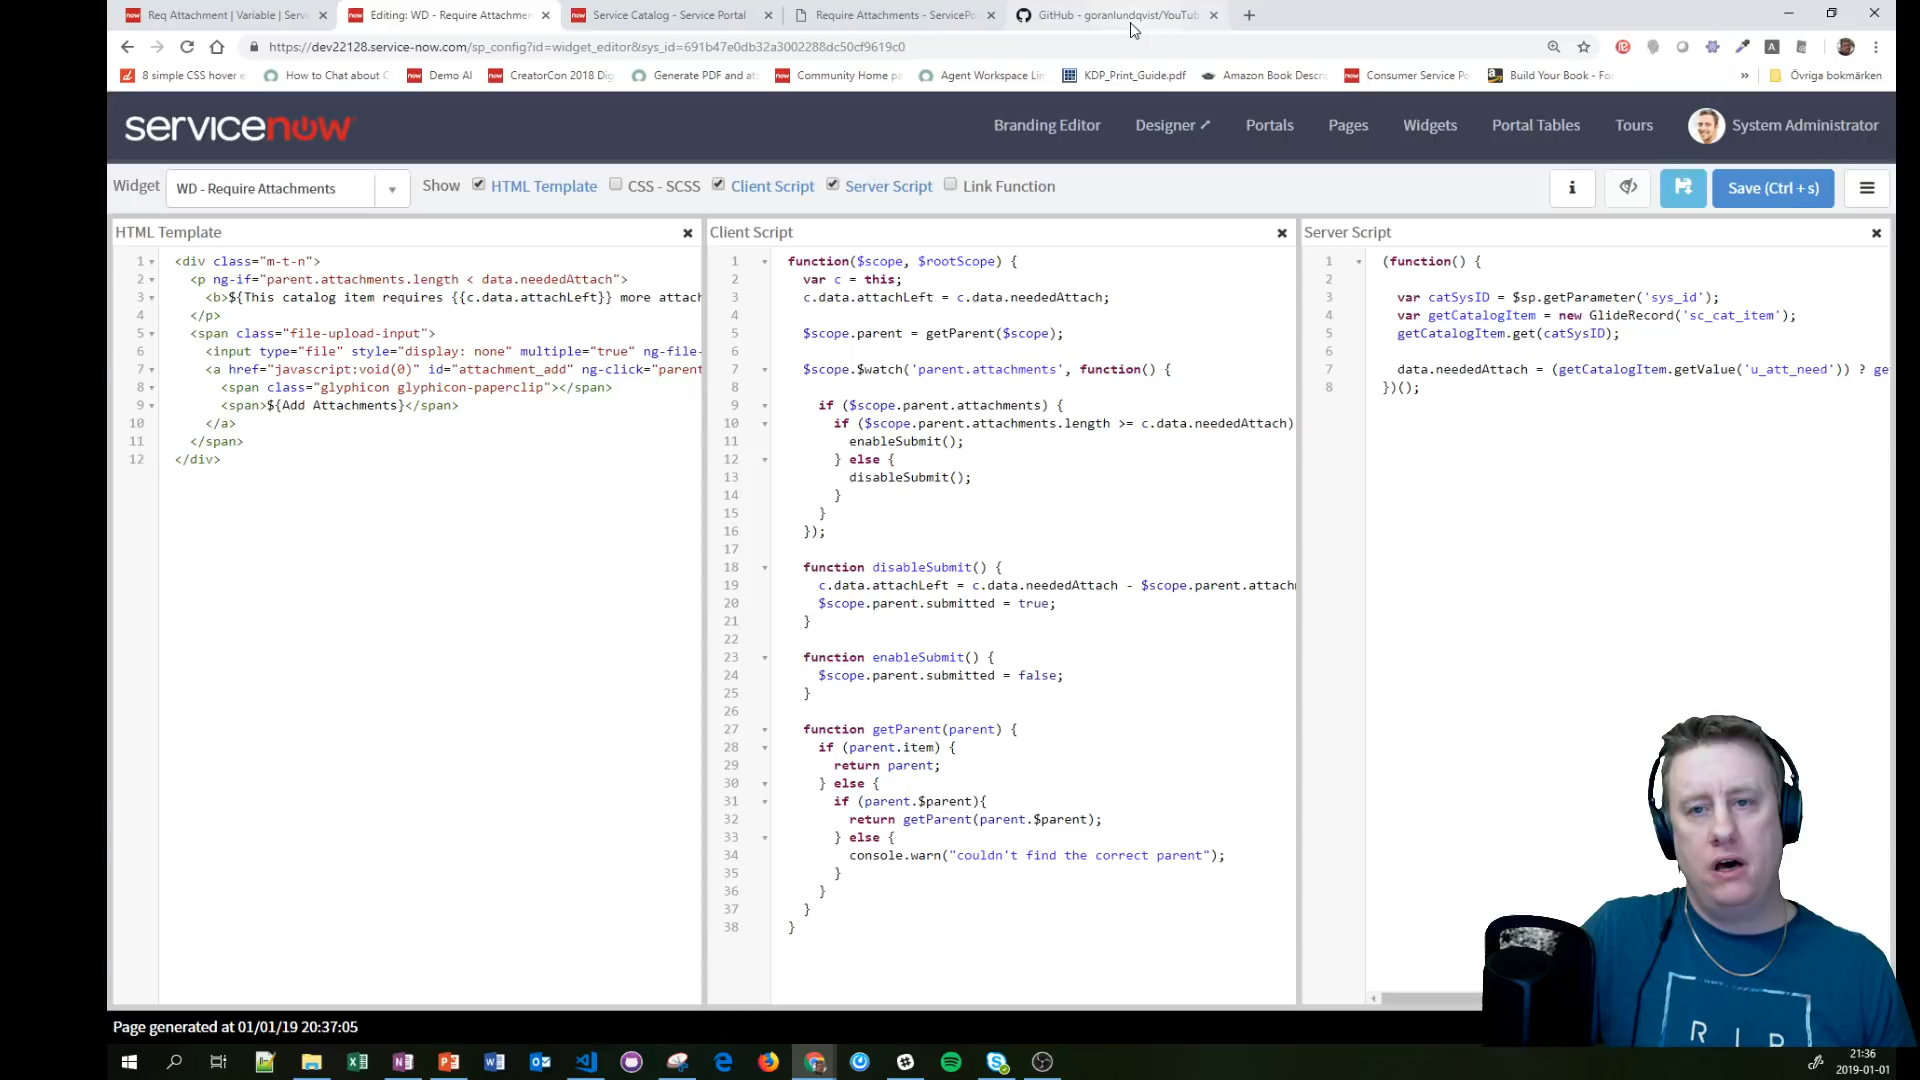 Req Attachment | Variable | Servi
Editing: WD - Require Attachmen
Service Catalog - Service Portal
Require Attachments - ServicePo
GitHub - goranlundqvist/YouTub
https://dev22128.service-now.com/sp_config?id=widget_editor&sys_id=691b47e0db32a3002288dc50cf9619c0
8 simple CSS hover e
How to Chat about C
Demo AI
CreatorCon 2018 Dig
Generate PDF and at
Community Home pa
Agent Workspace Lin
KDP_Print_Guide.pdf
Amazon Book Descri
Consumer Service Po
Build Your Book - Fo
Övriga bokmärken
servicenow
Branding Editor
Designer
Portals
Pages
Widgets
Portal Tables
Tours
System Administrator
Widget
WD - Require Attachments
Show
HTML Template
CSS - SCSS
Client Script
Server Script
Link Function
Save (Ctrl + s)
HTML Template
1 <div class="m-t-n">
2 <p ng-if="parent.attachments.length < data.neededAttach">
3 <b>${This catalog item requires {{c.data.attachLeft}} more attach
4 </p>
5 <span class="file-upload-input">
6 <input type="file" style="display: none" multiple="true" ng-file-
7 <a href="javascript:void(0)" id="attachment_add" ng-click="parent
8 <span class="glyphicon glyphicon-paperclip"></span>
9 <span>${Add Attachments}</span>
10 </a>
11 </span>
12 </div>
Client Script
1 function($scope, $rootScope) {
2 var c = this;
3 c.data.attachLeft = c.data.neededAttach;
4
5 $scope.parent = getParent($scope);
6
7 $scope.$watch('parent.attachments', function() {
8
9 if ($scope.parent.attachments) {
10 if ($scope.parent.attachments.length >= c.data.neededAttach)
11 enableSubmit();
12 } else {
13 disableSubmit();
14 }
15 }
16 });
17
18 function disableSubmit() {
19 c.data.attachLeft = c.data.neededAttach - $scope.parent.attachm
20 $scope.parent.submitted = true;
21 }
22
23 function enableSubmit() {
24 $scope.parent.submitted = false;
25 }
26
27 function getParent(parent) {
28 if (parent.item) {
29 return parent;
30 } else {
31 if (parent.$parent){
32 return getParent(parent.$parent);
33 } else {
34 console.warn("couldn't find the correct parent");
35 }
36 }
37 }
38 }
Server Script
1 (function() {
2
3 var catSysID = $sp.getParameter('sys_id');
4 var getCatalogItem = new GlideRecord('sc_cat_item');
5 getCatalogItem.get(catSysID);
6
7 data.neededAttach = (getCatalogItem.getValue('u_att_need')) ? ge
8 })();
RIP
Page generated at 01/01/19 20:37:05
21:36
2019-01-01